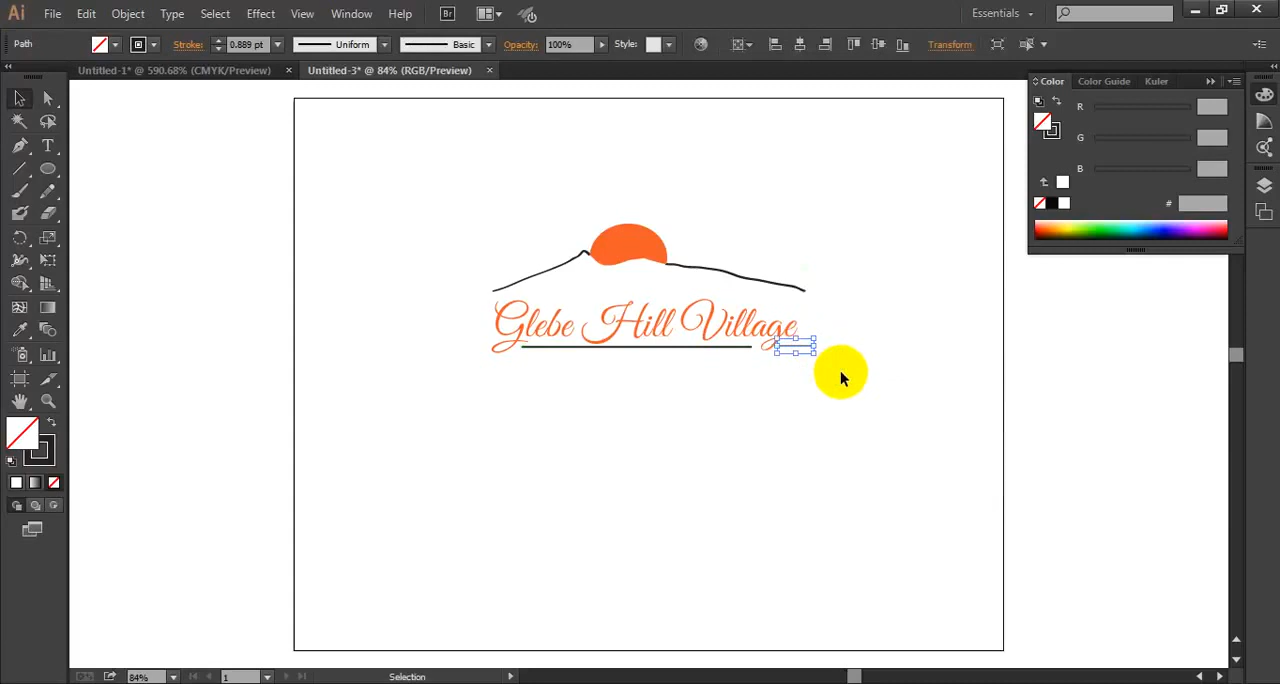 Ai File Edit Object Type Select Effect View Window Help Br Essentials
Path Stroke: 0.889 pt Uniform Basic Opacity: 100% Style: Transform
Untitled-1* @ 590.68% (CMYK/Preview) Untitled-3* @ 84% (RGB/Preview)
Color Color Guide Kuler
R
G
B
#
Glebe Hill Village
84% 1 Selection